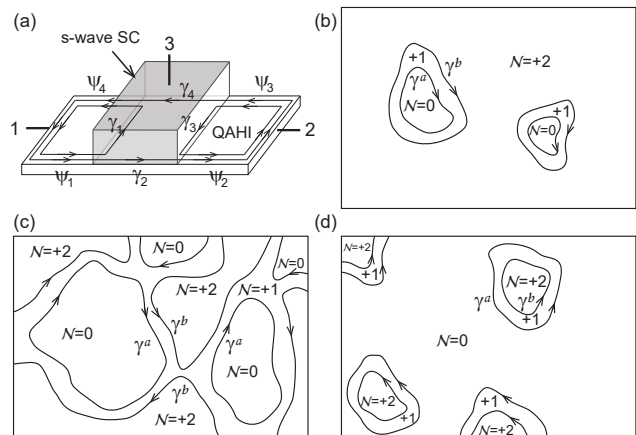 (a)
s-wave SC
3
ψ₄
γ₄
ψ₃
1
γ₁
γ₃
QAHI
2
ψ₁
γ₂
ψ₂
(b)
+1
γᵇ
N=+2
γᵃ
N=0
+1
N=0
(c)
N=+2
N=0
N=0
N=+2
N=+1
N=0
γᵇ
γᵃ
γᵃ
N=0
γᵇ
N=+2
(d)
N=+2
+1
N=+2
γᵃ
γᵇ
+1
N=0
N=+2
+1
+1
N=+2